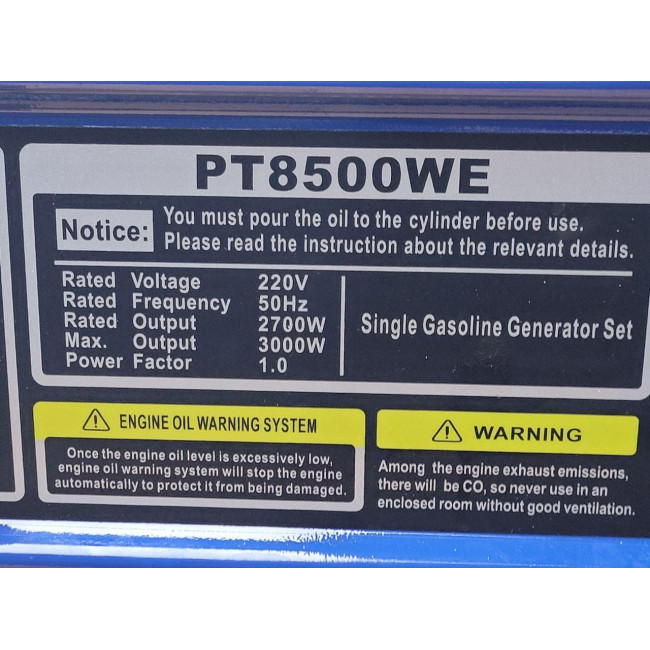 PT8500WE
Notice:
You must pour the oil to the cylinder before use.
Please read the instruction about the relevant details.
Rated Voltage 220V
Rated Frequency 50Hz
Rated Output 2700W
Max. Output 3000W
Power Factor 1.0
Single Gasoline Generator Set
ENGINE OIL WARNING SYSTEM
Once the engine oil level is excessively low,
engine oil warning system will stop the engine
automatically to protect it from being damaged.
WARNING
Among the engine exhaust emissions,
there will be CO, so never use in an
enclosed room without good ventilation.